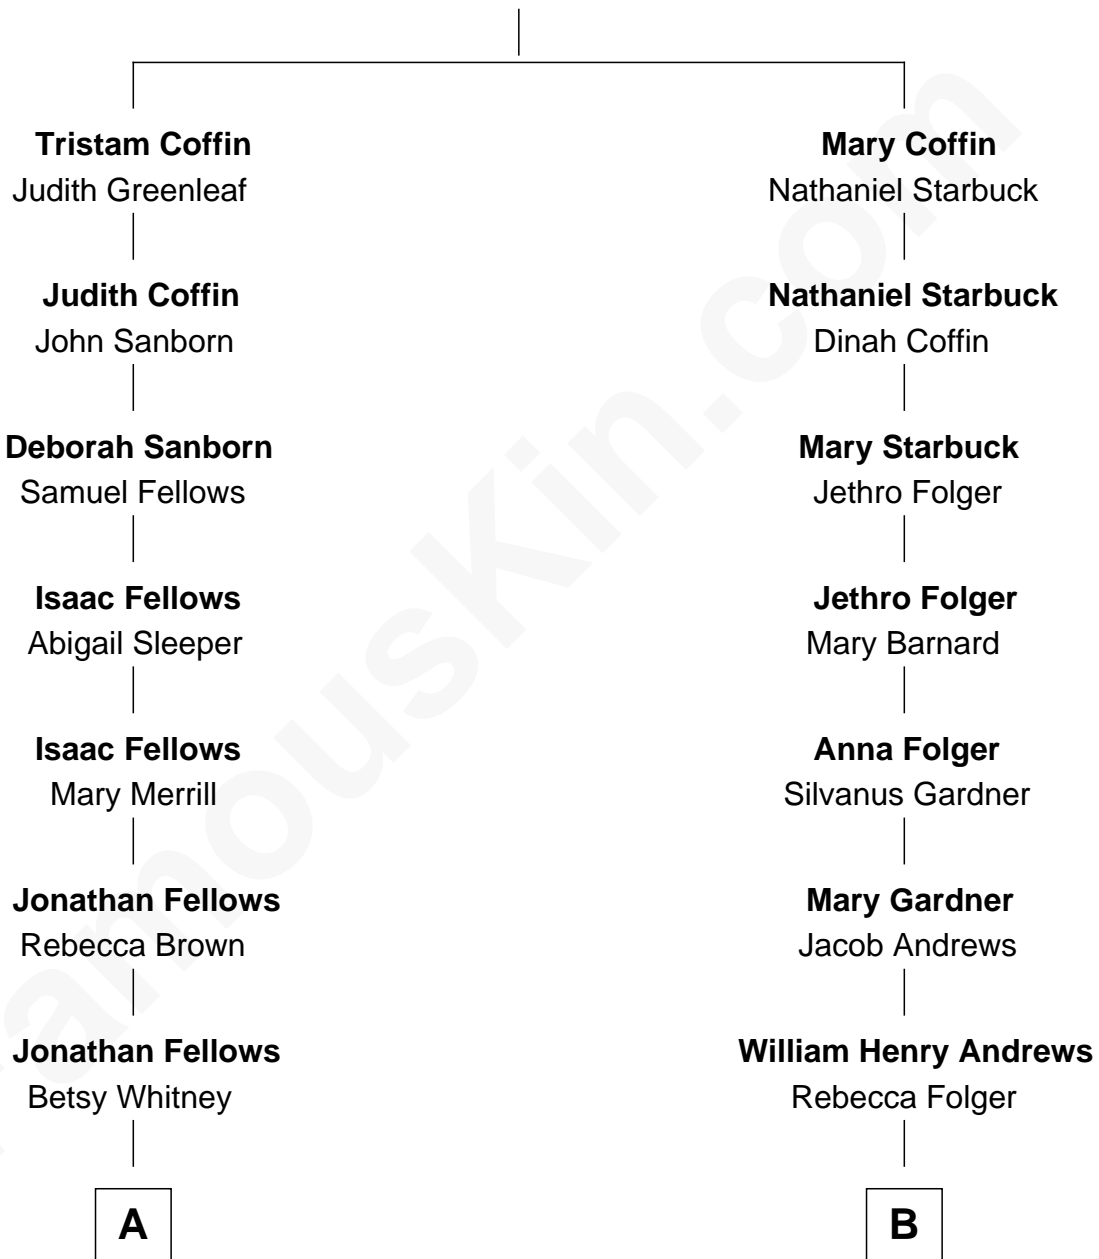 Tristam Coffin
Judith Greenleaf
Judith Coffin
John Sanborn
Deborah Sanborn
Samuel Fellows
Isaac Fellows
Abigail Sleeper
Isaac Fellows
Mary Merrill
Jonathan Fellows
Rebecca Brown
Jonathan Fellows
Betsy Whitney
A
Mary Coffin
Nathaniel Starbuck
Nathaniel Starbuck
Dinah Coffin
Mary Starbuck
Jethro Folger
Jethro Folger
Mary Barnard
Anna Folger
Silvanus Gardner
Mary Gardner
Jacob Andrews
William Henry Andrews
Rebecca Folger
B
FamousKin.com